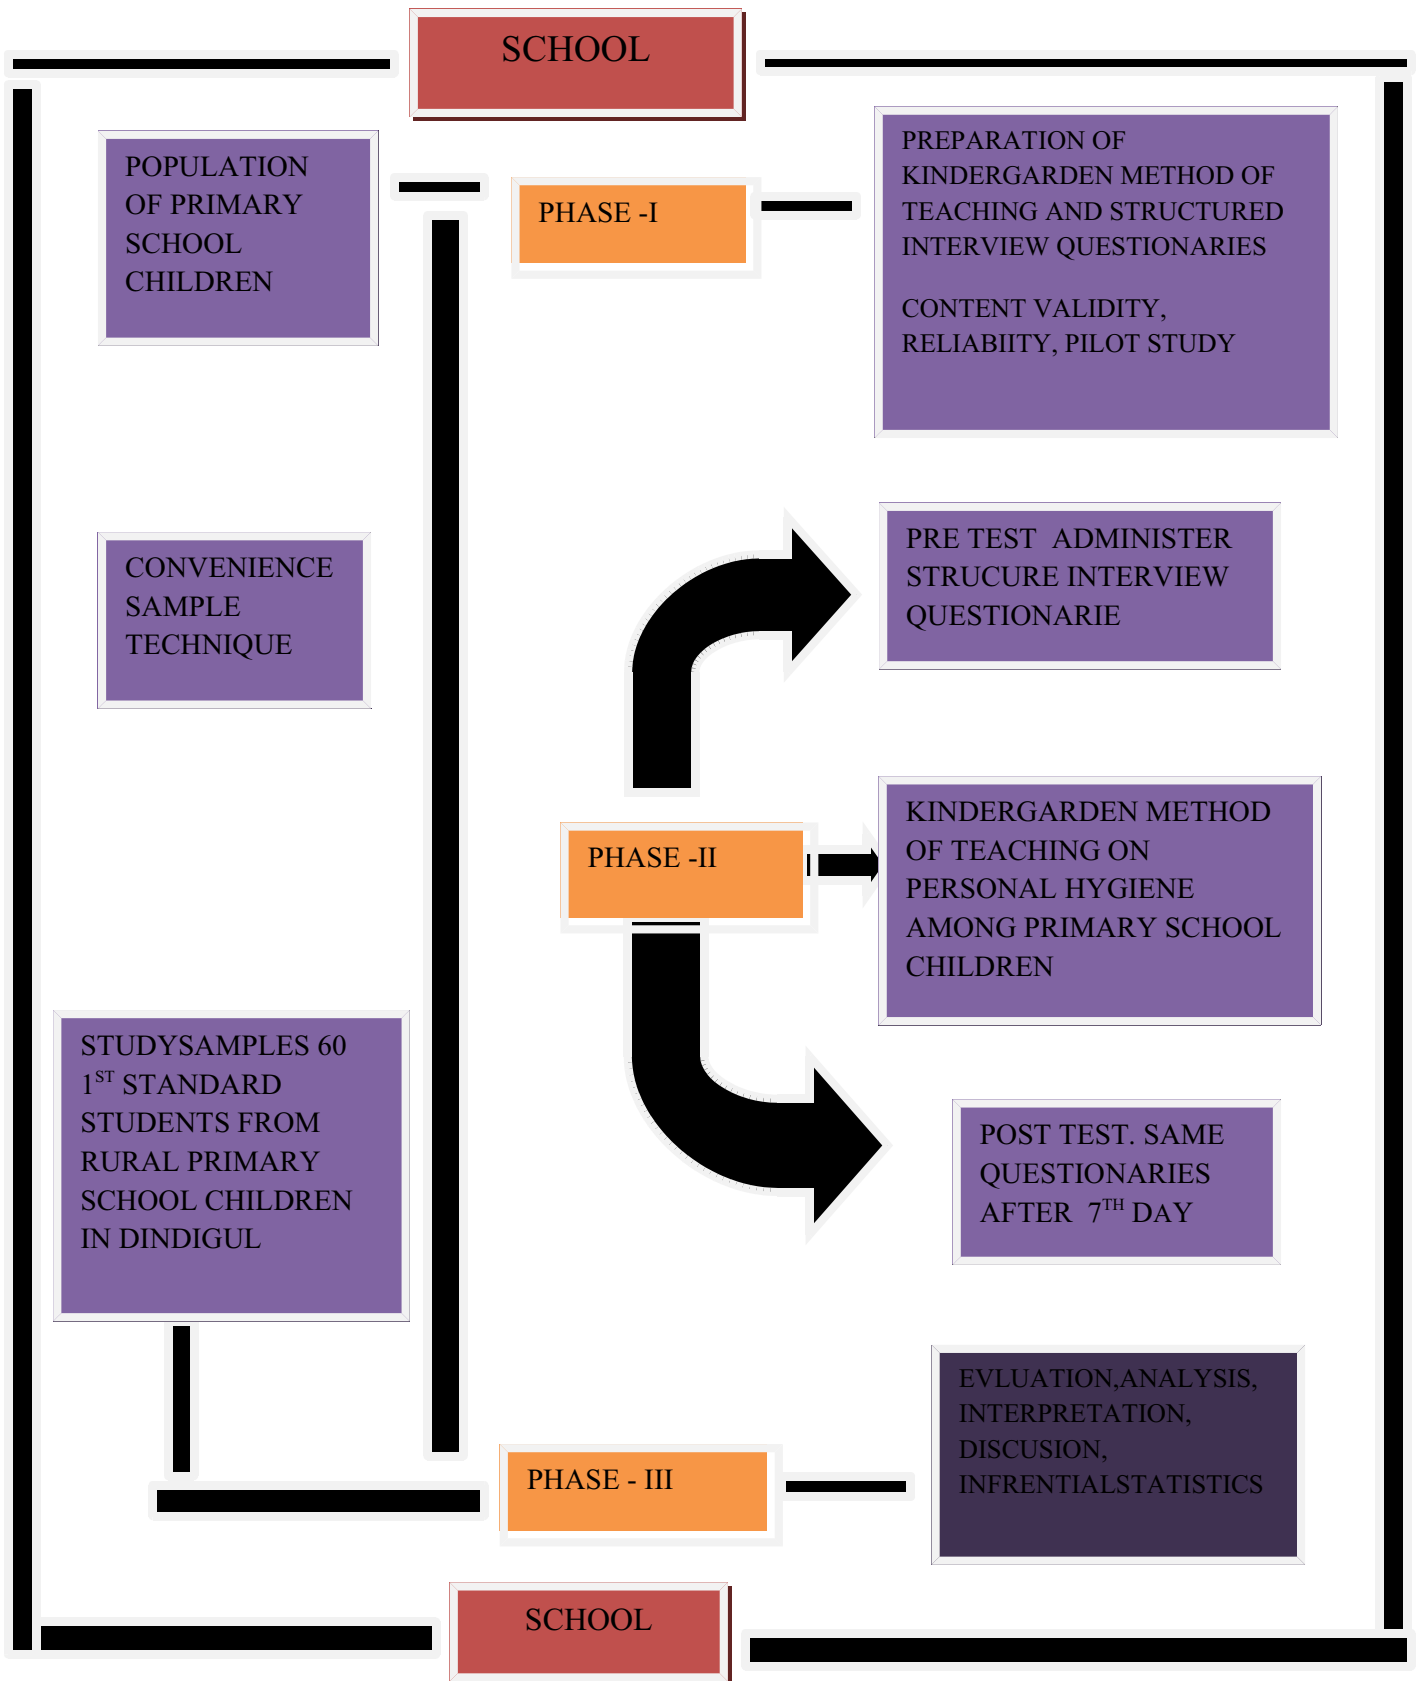 SCHOOL
POPULATION
OF PRIMARY
SCHOOL
CHILDREN
PHASE -I
PREPARATION OF
KINDERGARDEN METHOD OF
TEACHING AND STRUCTURED
INTERVIEW QUESTIONARIES
CONTENT VALIDITY,
RELIABIITY, PILOT STUDY
CONVENIENCE
SAMPLE
TECHNIQUE
PRE TEST ADMINISTER
STRUCURE INTERVIEW
QUESTIONARIE
PHASE -II
KINDERGARDEN METHOD
OF TEACHING ON
PERSONAL HYGIENE
AMONG PRIMARY SCHOOL
CHILDREN
STUDYSAMPLES 60
1ST STANDARD
STUDENTS FROM
RURAL PRIMARY
SCHOOL CHILDREN
IN DINDIGUL
POST TEST. SAME
QUESTIONARIES
AFTER 7TH DAY
PHASE - III
EVLUATION,ANALYSIS,
INTERPRETATION,
DISCUSION,
INFRENTIALSTATISTICS
SCHOOL